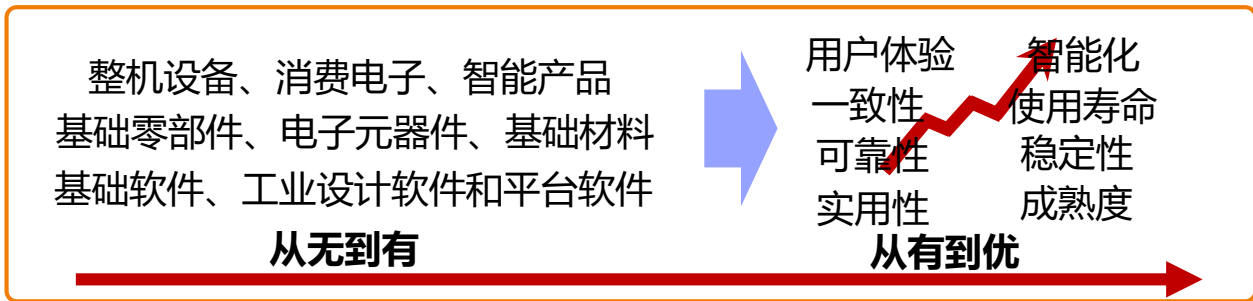 整机设备、消费电子、智能产品
基础零部件、电子元器件、基础材料
基础软件、工业设计软件和平台软件
从无到有
用户体验 智能化
一致性 使用寿命
可靠性 稳定性
实用性 成熟度
从有到优